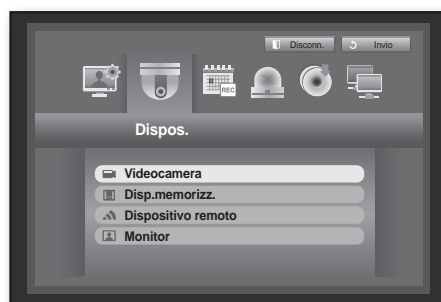 Disconn. Invio
REC
Dispos.
Videocamera
Disp.memorizz.
Dispositivo remoto
Monitor